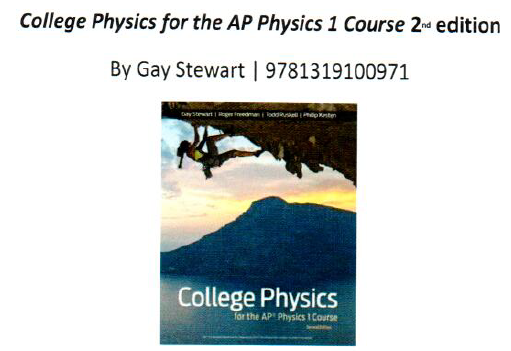 College Physics for the AP Physics 1 Course 2nd edition
By Gay Stewart | 9781319100971
Gay Stewart | Roger Freedman | Todd Ruskell | Philip Kesten
College Physics
for the AP® Physics 1 Course
Second Edition